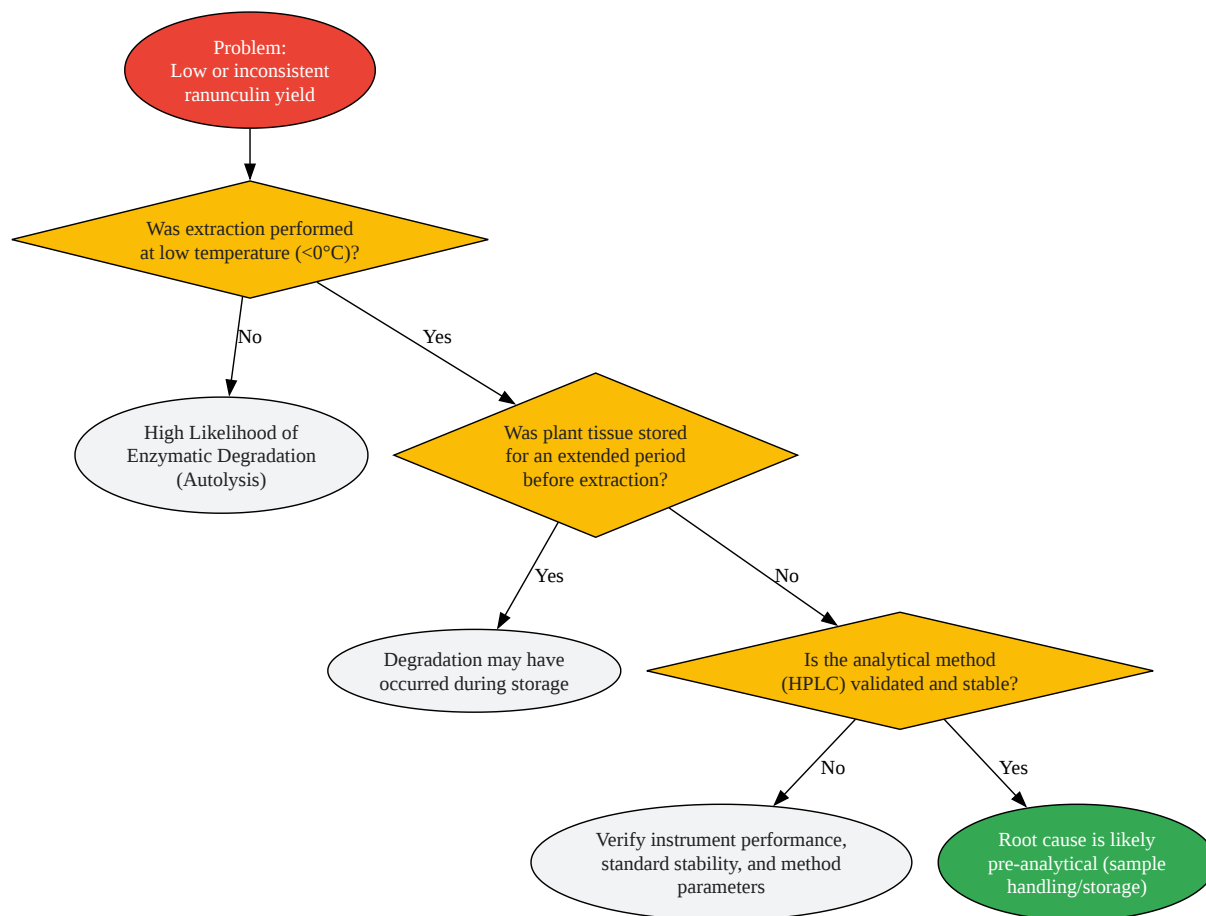 Problem:
Low or inconsistent
ranunculin yield
Was extraction performed
at low temperature (<0°C)?
No
Yes
High Likelihood of
Enzymatic Degradation
(Autolysis)
Was plant tissue stored
for an extended period
before extraction?
Yes
No
Degradation may have
occurred during storage
Is the analytical method
(HPLC) validated and stable?
No
Yes
Verify instrument performance,
standard stability, and method
parameters
Root cause is likely
pre-analytical (sample
handling/storage)